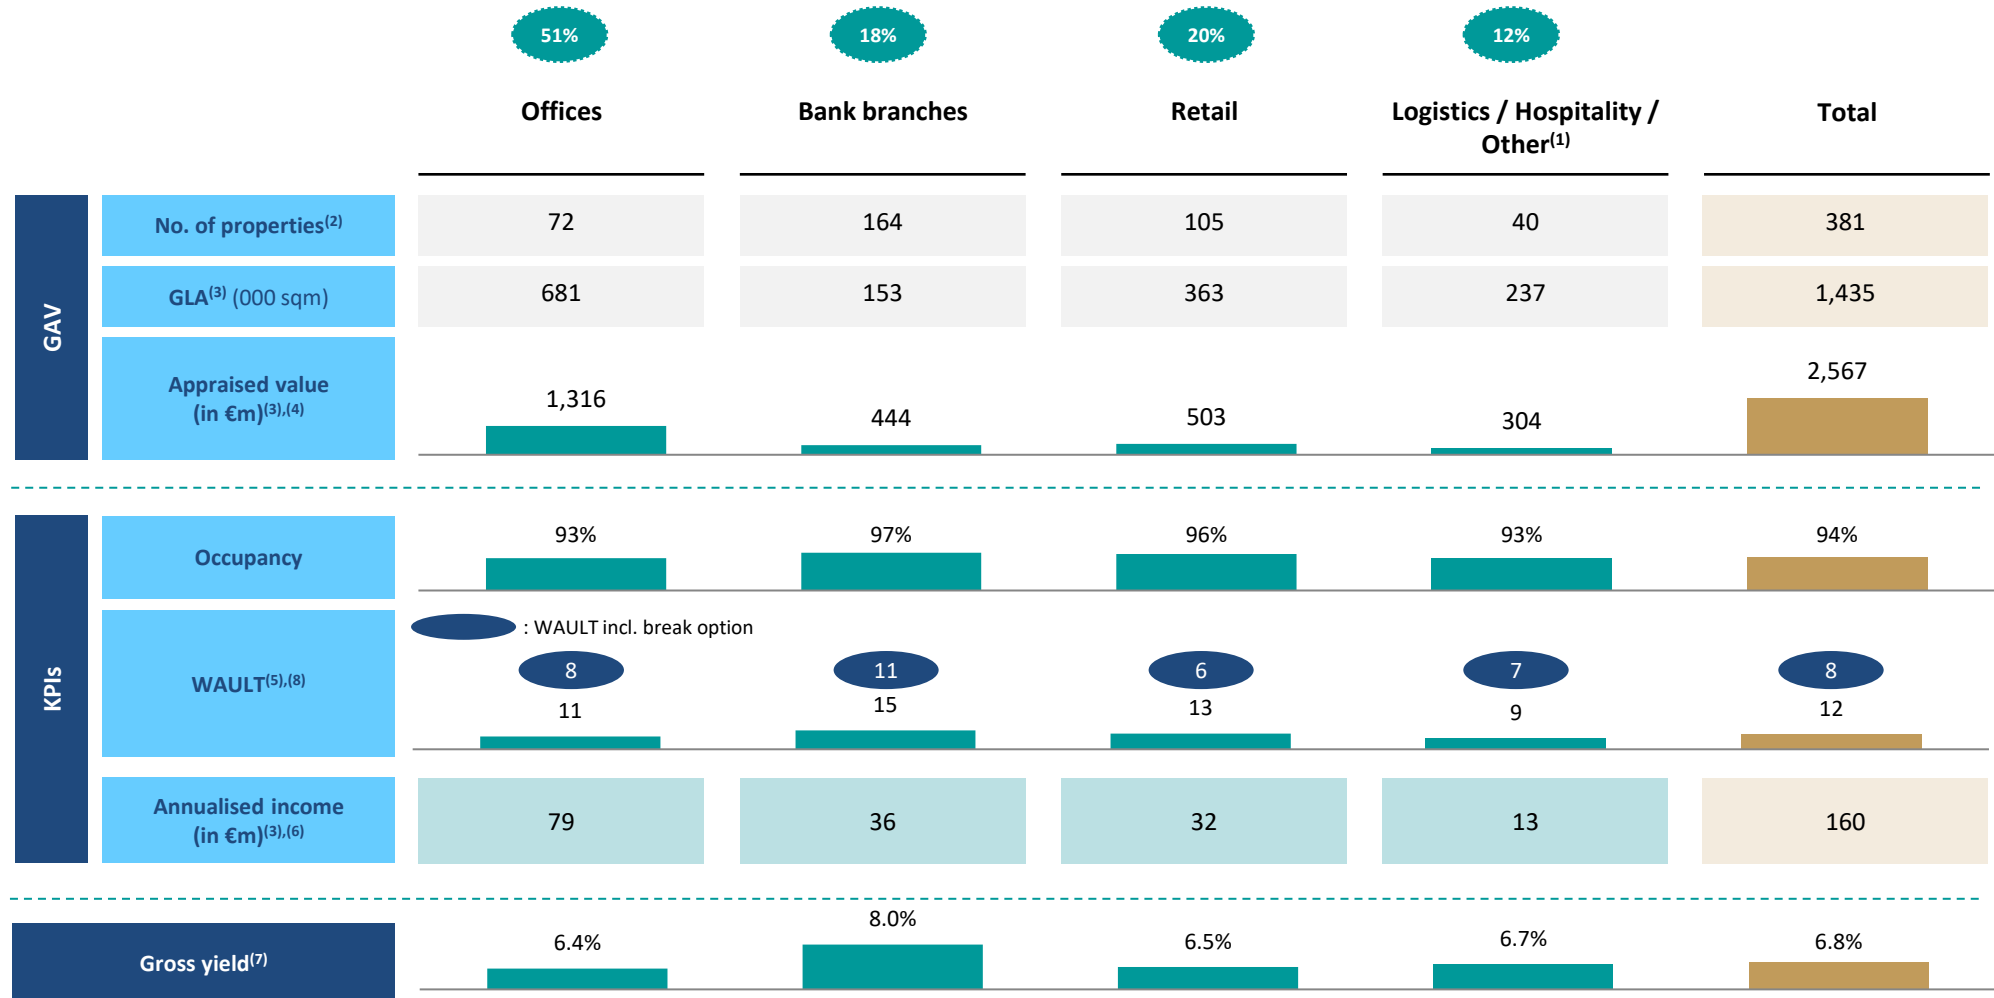 51% 18% 20% 12%
Offices Bank branches Retail Logistics / Hospitality / Total
Other(1)
GAV
No. of properties(2) 72 164 105 40 381
GLA(3) (000 sqm) 681 153 363 237 1,435
Appraised value
(in €m)(3),(4)
1,316 444 503 304 2,567
KPIs
Occupancy 93% 97% 96% 93% 94%
: WAULT incl. break option
WAULT(5),(8)
8 11 6 7 8
11 15 13 9 12
Annualised income
(in €m)(3),(6)
79 36 32 13 160
Gross yield(7) 6.4% 8.0% 6.5% 6.7% 6.8%